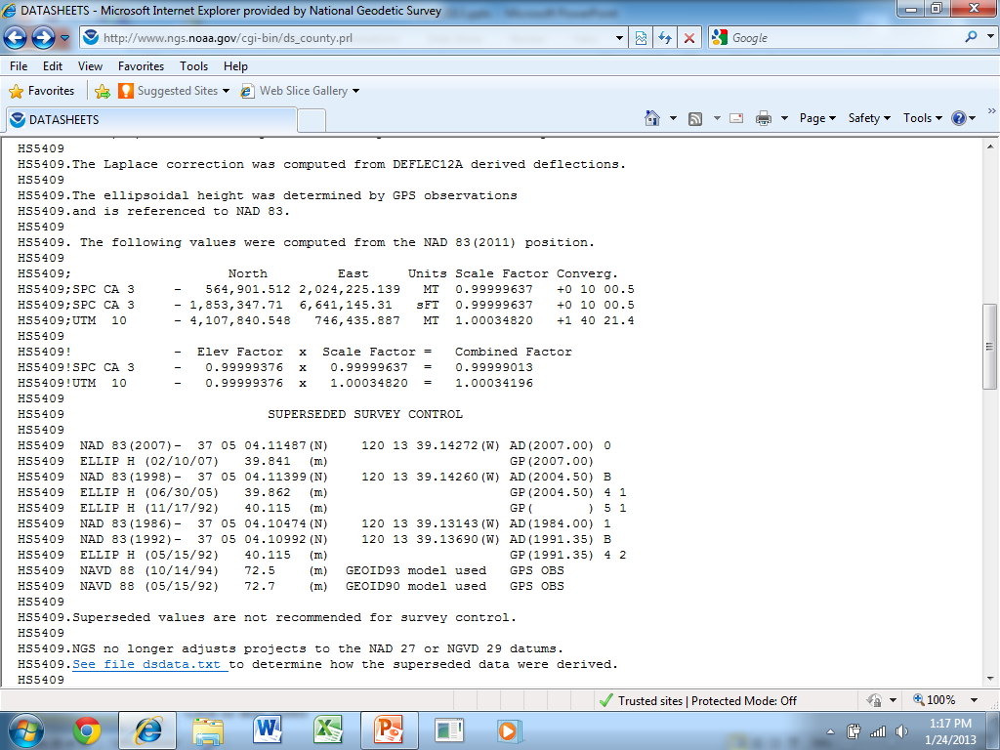 DATASHEETS - Microsoft Internet Explorer provided by National Geodetic Survey
http://www.ngs.noaa.gov/cgi-bin/ds_county.prl
Google
File Edit View Favorites Tools Help
Favorites Suggested Sites Web Slice Gallery
DATASHEETS
Page Safety Tools
HS5409
HS5409.The Laplace correction was computed from DEFLEC12A derived deflections.
HS5409
HS5409.The ellipsoidal height was determined by GPS observations
HS5409.and is referenced to NAD 83.
HS5409
HS5409. The following values were computed from the NAD 83(2011) position.
HS5409
HS5409; North East Units Scale Factor Converg.
HS5409;SPC CA 3 - 564,901.512 2,024,225.139 MT 0.99999637 +0 10 00.5
HS5409;SPC CA 3 - 1,853,347.71 6,641,145.31 sFT 0.99999637 +0 10 00.5
HS5409;UTM 10 - 4,107,840.548 746,435.887 MT 1.00034820 +1 40 21.4
HS5409
HS5409! - Elev Factor x Scale Factor = Combined Factor
HS5409!SPC CA 3 - 0.99999376 x 0.99999637 = 0.99999013
HS5409!UTM 10 - 0.99999376 x 1.00034820 = 1.00034196
HS5409
HS5409 SUPERSEDED SURVEY CONTROL
HS5409
HS5409 NAD 83(2007)- 37 05 04.11487(N) 120 13 39.14272(W) AD(2007.00) 0
HS5409 ELLIP H (02/10/07) 39.841 (m) GP(2007.00)
HS5409 NAD 83(1998)- 37 05 04.11399(N) 120 13 39.14260(W) AD(2004.50) B
HS5409 ELLIP H (06/30/05) 39.862 (m) GP(2004.50) 4 1
HS5409 ELLIP H (11/17/92) 40.115 (m) GP( ) 5 1
HS5409 NAD 83(1986)- 37 05 04.10474(N) 120 13 39.13143(W) AD(1984.00) 1
HS5409 NAD 83(1992)- 37 05 04.10992(N) 120 13 39.13690(W) AD(1991.35) B
HS5409 ELLIP H (05/15/92) 40.115 (m) GP(1991.35) 4 2
HS5409 NAVD 88 (10/14/94) 72.5 (m) GEOID93 model used GPS OBS
HS5409 NAVD 88 (05/15/92) 72.7 (m) GEOID90 model used GPS OBS
HS5409
HS5409.Superseded values are not recommended for survey control.
HS5409
HS5409.NGS no longer adjusts projects to the NAD 27 or NGVD 29 datums.
HS5409.See file dsdata.txt to determine how the superseded data were derived.
HS5409
Trusted sites | Protected Mode: Off 100%
1:17 PM
1/24/2013